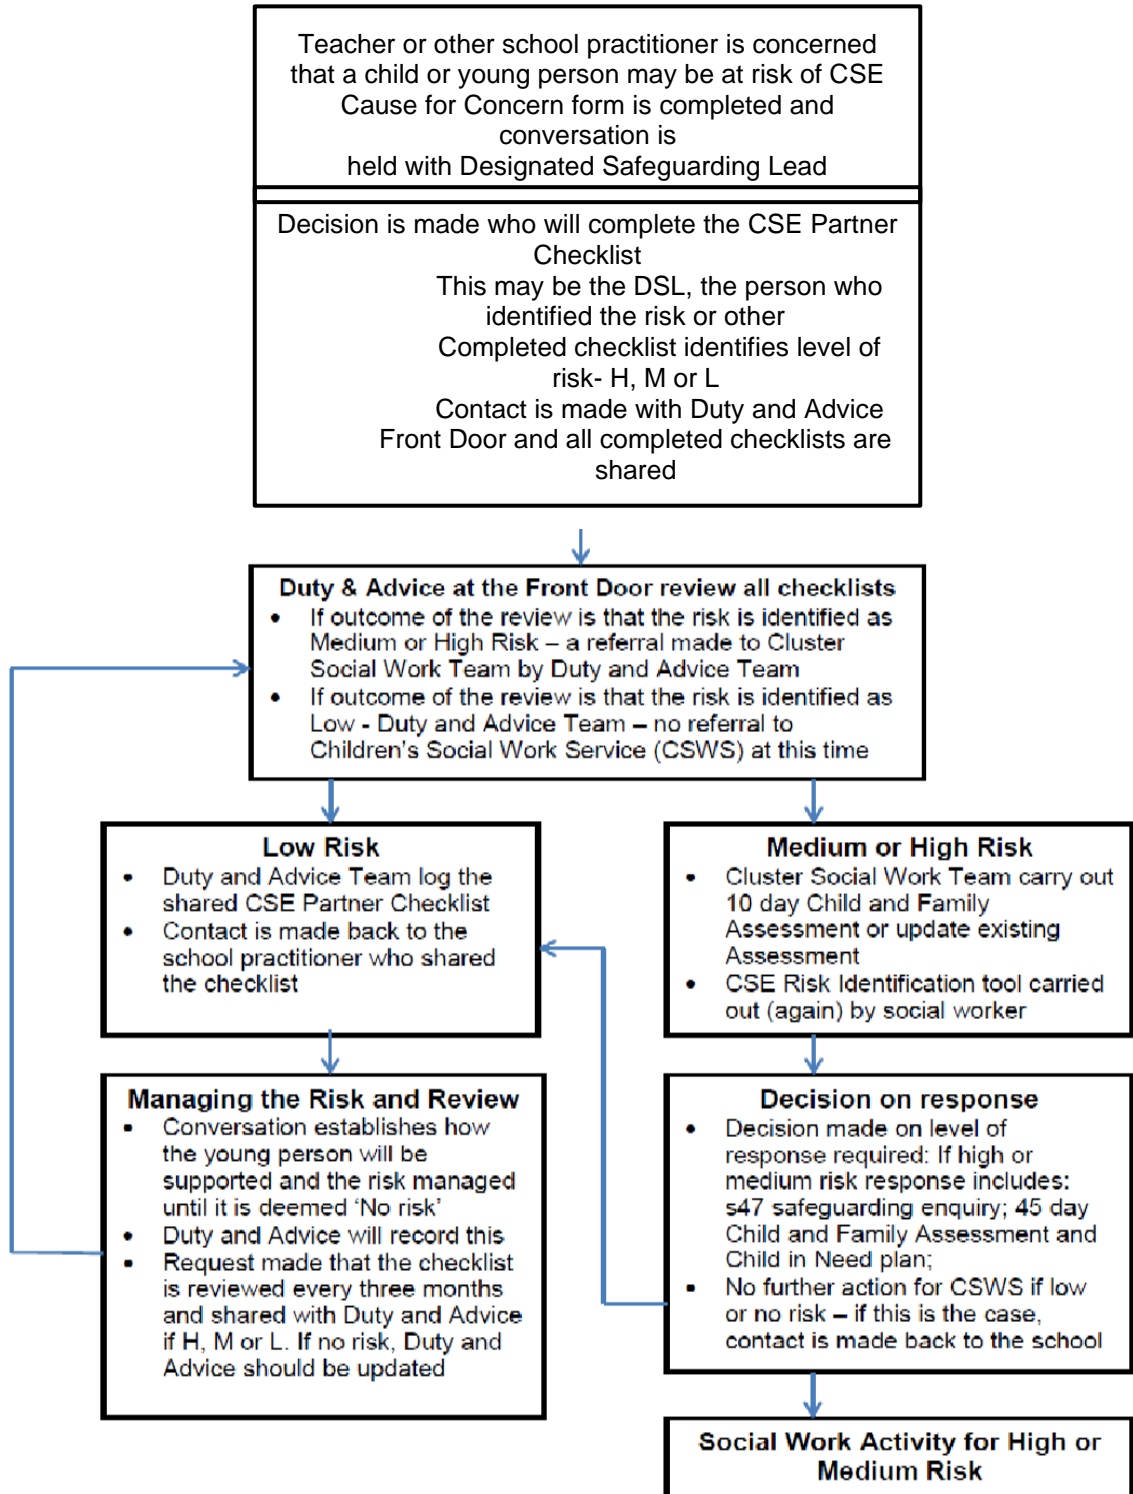 Teacher or other school practitioner is concerned
that a child or young person may be at risk of CSE
Cause for Concern form is completed and
conversation is
held with Designated Safeguarding Lead
Decision is made who will complete the CSE Partner
Checklist
This may be the DSL, the person who
identified the risk or other
Completed checklist identifies level of
risk- H, M or L
Contact is made with Duty and Advice
Front Door and all completed checklists are
shared
Duty & Advice at the Front Door review all checklists
• If outcome of the review is that the risk is identified as
Medium or High Risk – a referral made to Cluster
Social Work Team by Duty and Advice Team
• If outcome of the review is that the risk is identified as
Low - Duty and Advice Team – no referral to
Children's Social Work Service (CSWS) at this time
Low Risk
• Duty and Advice Team log the
shared CSE Partner Checklist
• Contact is made back to the
school practitioner who shared
the checklist
Medium or High Risk
• Cluster Social Work Team carry out
10 day Child and Family
Assessment or update existing
Assessment
• CSE Risk Identification tool carried
out (again) by social worker
Managing the Risk and Review
• Conversation establishes how
the young person will be
supported and the risk managed
until it is deemed 'No risk'
• Duty and Advice will record this
• Request made that the checklist
is reviewed every three months
and shared with Duty and Advice
if H, M or L. If no risk, Duty and
Advice should be updated
Decision on response
• Decision made on level of
response required: If high or
medium risk response includes:
s47 safeguarding enquiry; 45 day
Child and Family Assessment and
Child in Need plan;
• No further action for CSWS if low
or no risk – if this is the case,
contact is made back to the school
Social Work Activity for High or
Medium Risk